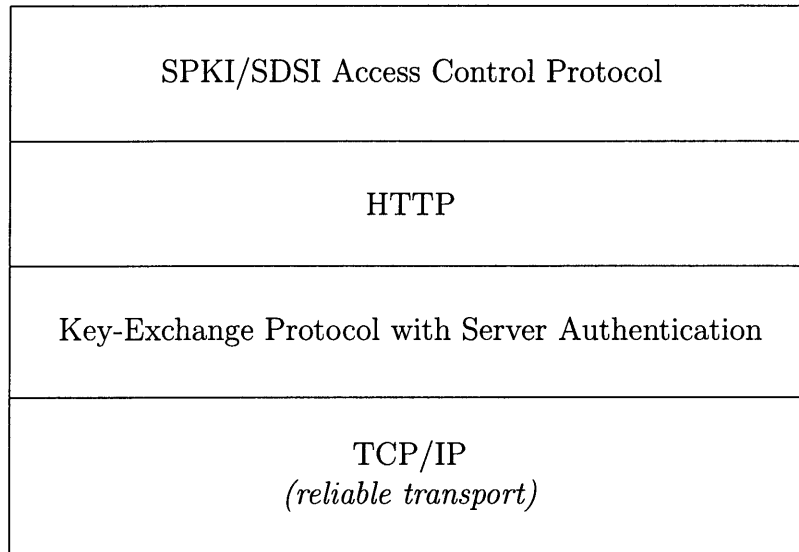 SPKI/SDSI Access Control Protocol
HTTP
Key-Exchange Protocol with Server Authentication
TCP/IP
(reliable transport)